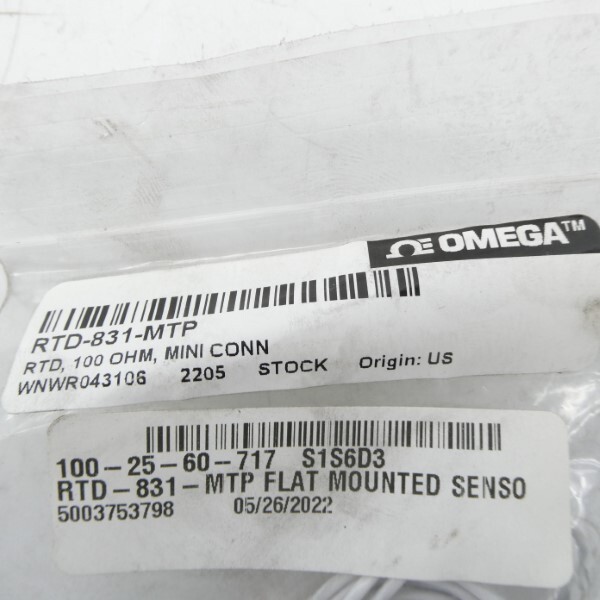 OMEGA™
RTD-831-MTP
RTD, 100 OHM, MINI CONN
WNWR043106 2205 STOCK Origin: US
100-25-60-717 S1S6D3
RTD-831-MTP FLAT MOUNTED SENSO
5003753798 05/26/2022